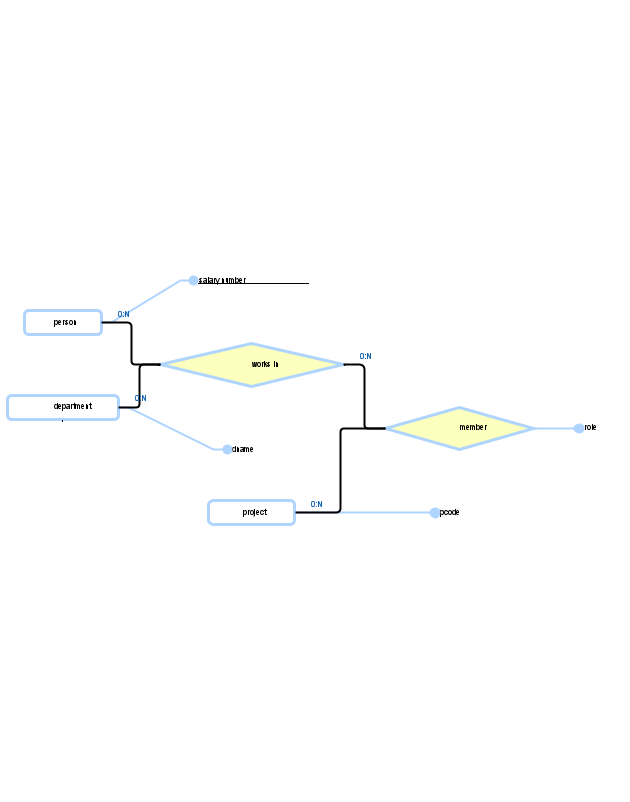 salary number
0:N
person
0:N
works in
0:N
department
member
role
dname
0:N
project
pcode